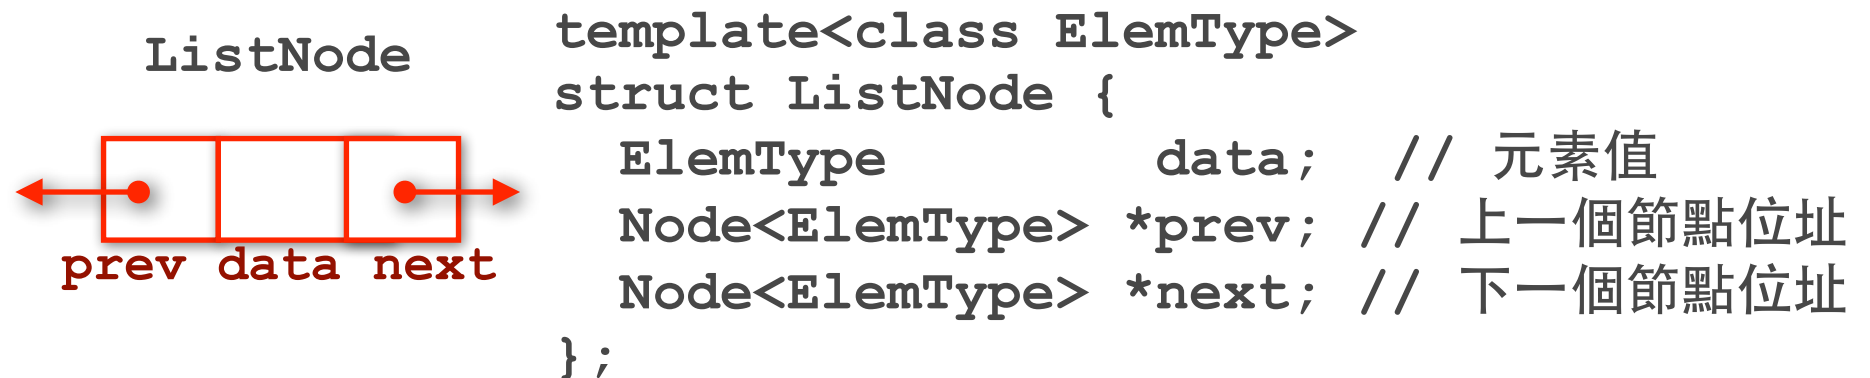 ListNode
prev data next
template<class ElemType>
struct ListNode {
  ElemType        data;  // 元素值
  Node<ElemType> *prev; // 上一個節點位址
  Node<ElemType> *next; // 下一個節點位址
};